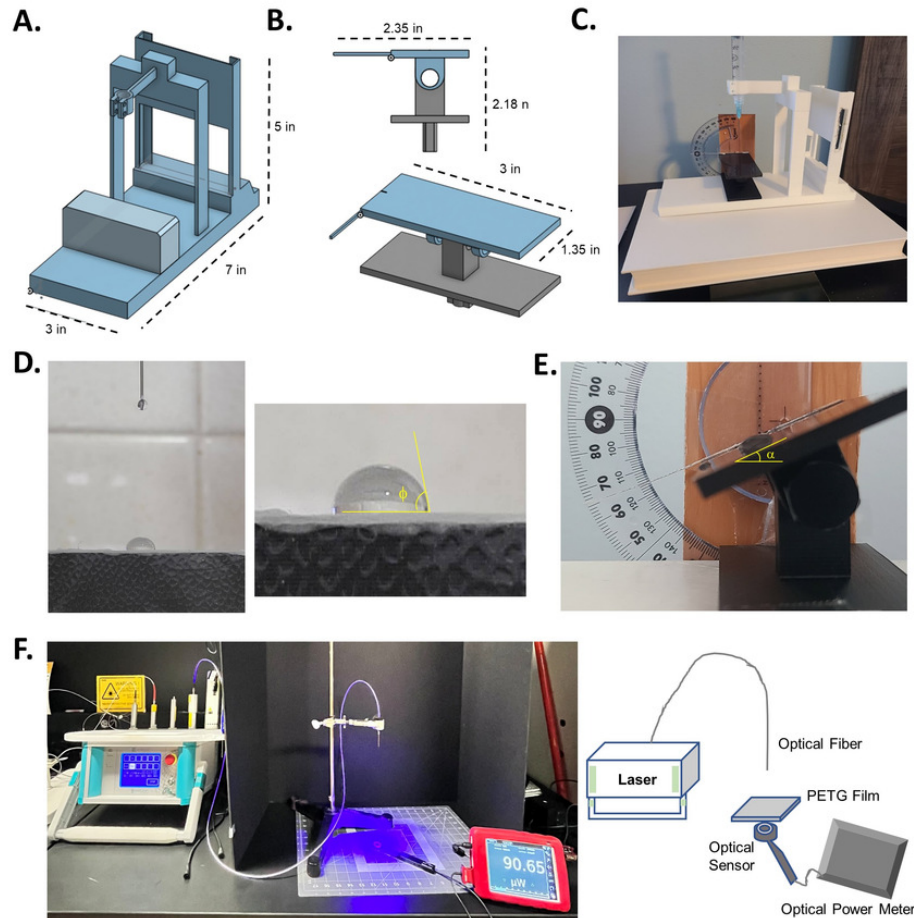 A.
5 in
7 in
3 in
B.
2.35 in
2.18 n
3 in
1.35 in
C.
D.
ϕ
E.
100
90
80
70
60
50
80
100
110
120
130
140
α
F.
90.65
µW
Laser
Optical Fiber
PETG Film
Optical
Sensor
Optical Power Meter